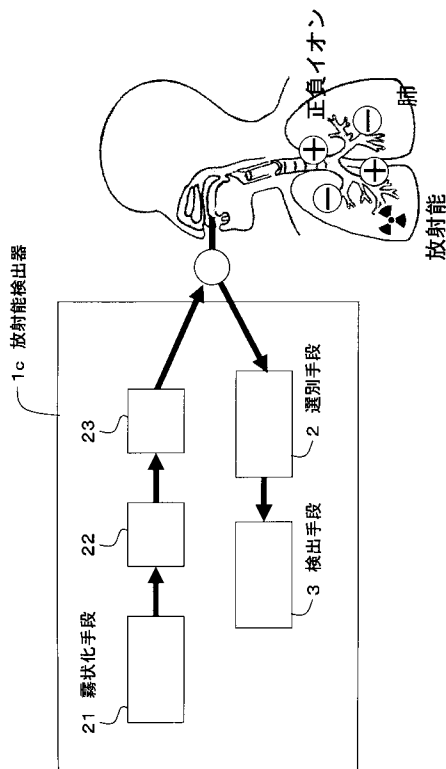 1c 放射能検出器
21 霧状化手段
22
23
2 選別手段
3 検出手段
正負イオン
肺
放射能
+
−
−
+